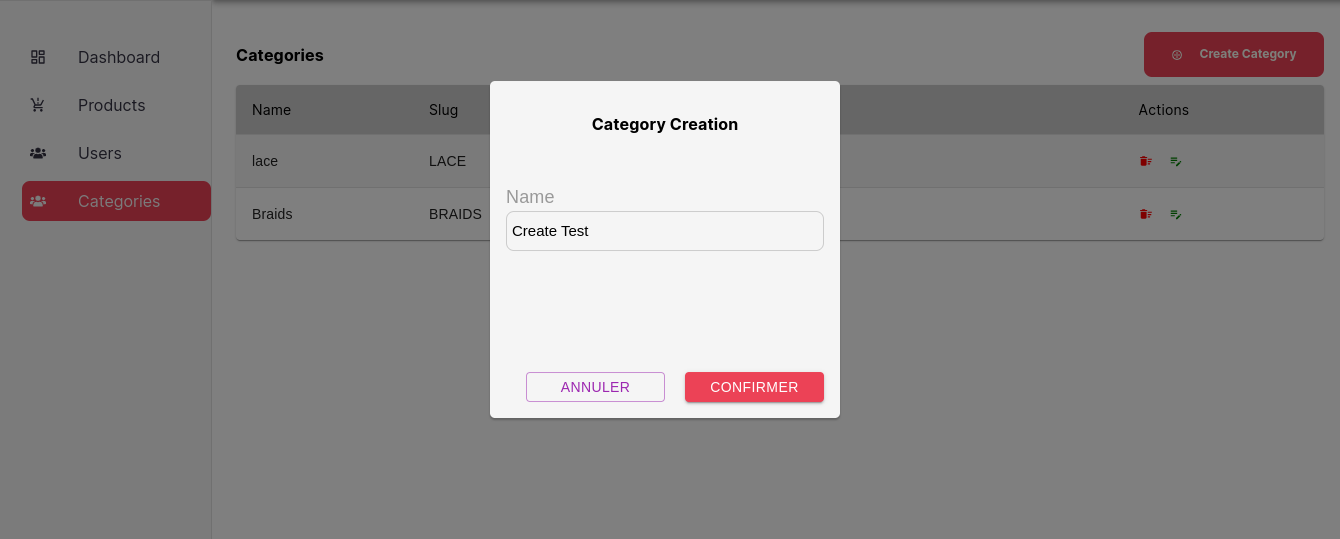 Dashboard
Products
Users
Categories
Categories
Create Category
Name Slug Actions
lace LACE
Braids BRAIDS
Category Creation
Name
Create Test
ANNULER CONFIRMER